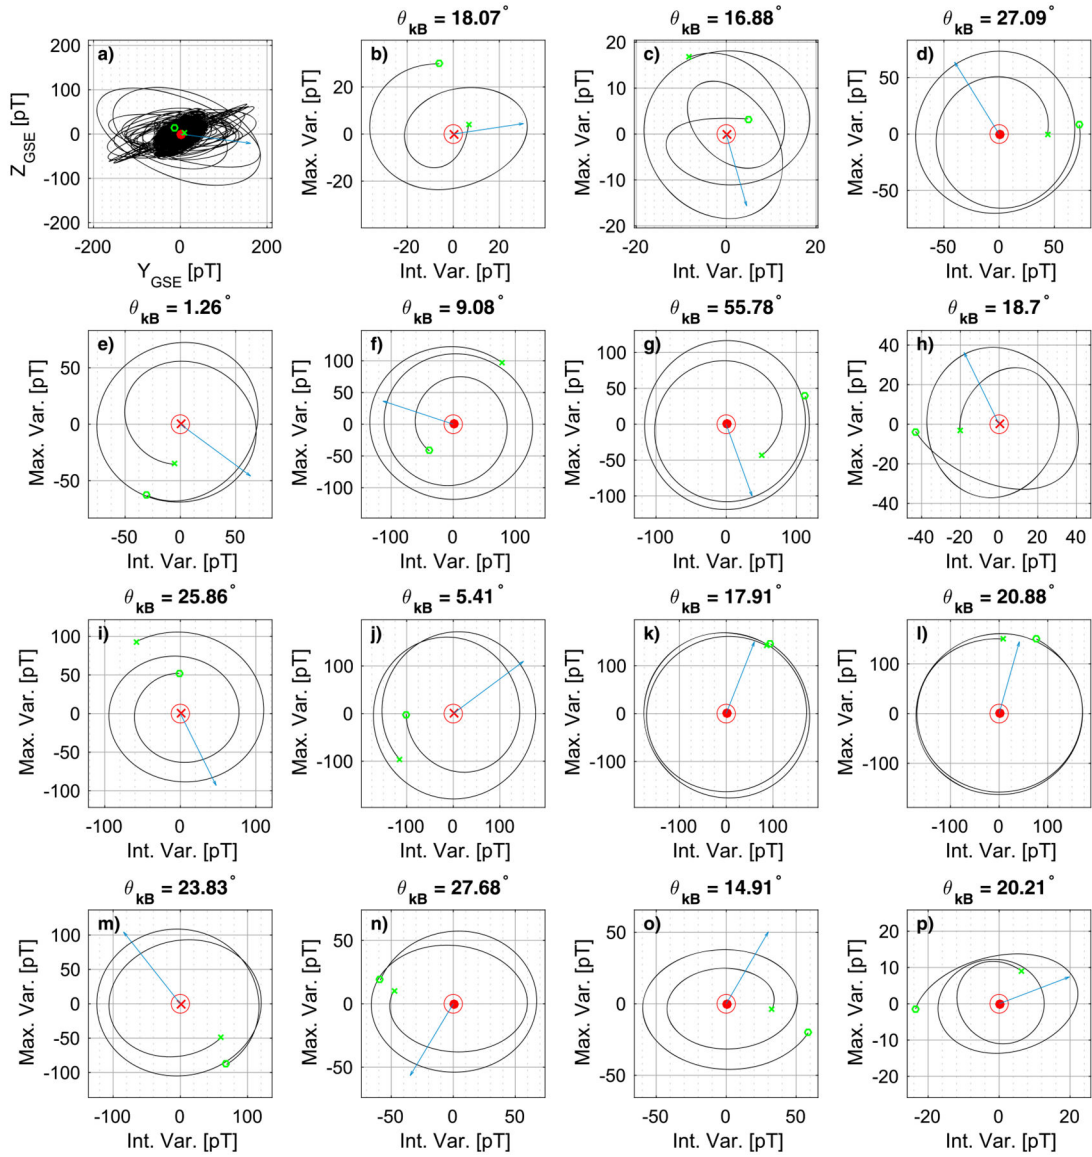 a)
200
100
0
-100
-200
Z_GSE [pT]
-200 0 200
Y_GSE [pT]
θ_kB = 18.07°
b)
20
0
-20
Max. Var. [pT]
-20 0 20
Int. Var. [pT]
θ_kB = 16.88°
c)
20
10
0
-10
-20
Max. Var. [pT]
-20 0 20
Int. Var. [pT]
θ_kB = 27.09°
d)
50
0
-50
Max. Var. [pT]
-50 0 50
Int. Var. [pT]
θ_kB = 1.26°
e)
50
0
-50
Max. Var. [pT]
-50 0 50
Int. Var. [pT]
θ_kB = 9.08°
f)
100
50
0
-50
-100
Max. Var. [pT]
-100 0 100
Int. Var. [pT]
θ_kB = 55.78°
g)
100
50
0
-50
-100
Max. Var. [pT]
-100 0 100
Int. Var. [pT]
θ_kB = 18.7°
h)
40
20
0
-20
-40
Max. Var. [pT]
-40 -20 0 20 40
Int. Var. [pT]
θ_kB = 25.86°
i)
100
50
0
-50
-100
Max. Var. [pT]
-100 0 100
Int. Var. [pT]
θ_kB = 5.41°
j)
100
0
-100
Max. Var. [pT]
-100 0 100
Int. Var. [pT]
θ_kB = 17.91°
k)
100
0
-100
Max. Var. [pT]
-100 0 100
Int. Var. [pT]
θ_kB = 20.88°
l)
100
0
-100
Max. Var. [pT]
-100 0 100
Int. Var. [pT]
θ_kB = 23.83°
m)
100
50
0
-50
-100
Max. Var. [pT]
-100 0 100
Int. Var. [pT]
θ_kB = 27.68°
n)
50
0
-50
Max. Var. [pT]
-50 0 50
Int. Var. [pT]
θ_kB = 14.91°
o)
50
0
-50
Max. Var. [pT]
-50 0 50
Int. Var. [pT]
θ_kB = 20.21°
p)
20
10
0
-10
-20
Max. Var. [pT]
-20 0 20
Int. Var. [pT]